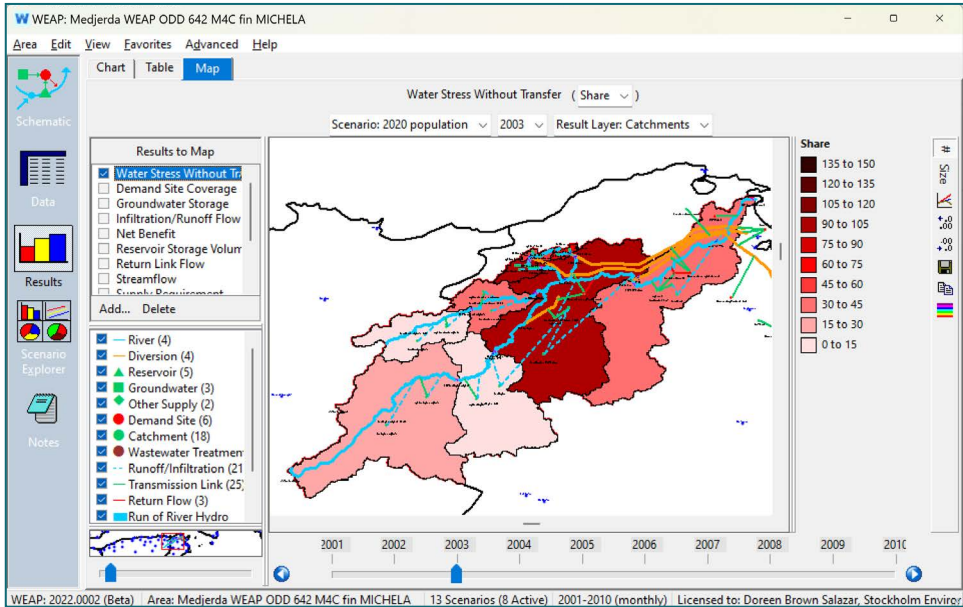 WEAP: Medjerda WEAP ODD 642 M4C fin MICHELA
Area Edit View Favorites Advanced Help
Chart Table Map
Water Stress Without Transfer ( Share )
Scenario: 2020 population 2003 Result Layer: Catchments
Schematic
Data
Results
Scenario Explorer
Notes
Results to Map
Water Stress Without Tr
Demand Site Coverage
Groundwater Storage
Infiltration/Runoff Flow
Net Benefit
Reservoir Storage Volum
Return Link Flow
Streamflow
Supply Requirement
Add... Delete
River (4)
Diversion (4)
Reservoir (5)
Groundwater (3)
Other Supply (2)
Demand Site (6)
Catchment (18)
Wastewater Treatmen
Runoff/Infiltration (21
Transmission Link (25)
Return Flow (3)
Run of River Hydro
Share
135 to 150
120 to 135
105 to 120
90 to 105
75 to 90
60 to 75
45 to 60
30 to 45
15 to 30
0 to 15
#
Size
2001 2002 2003 2004 2005 2006 2007 2008 2009 2010
WEAP: 2022.0002 (Beta) Area: Medjerda WEAP ODD 642 M4C fin MICHELA 13 Scenarios (8 Active) 2001-2010 (monthly) Licensed to: Doreen Brown Salazar, Stockholm Enviro